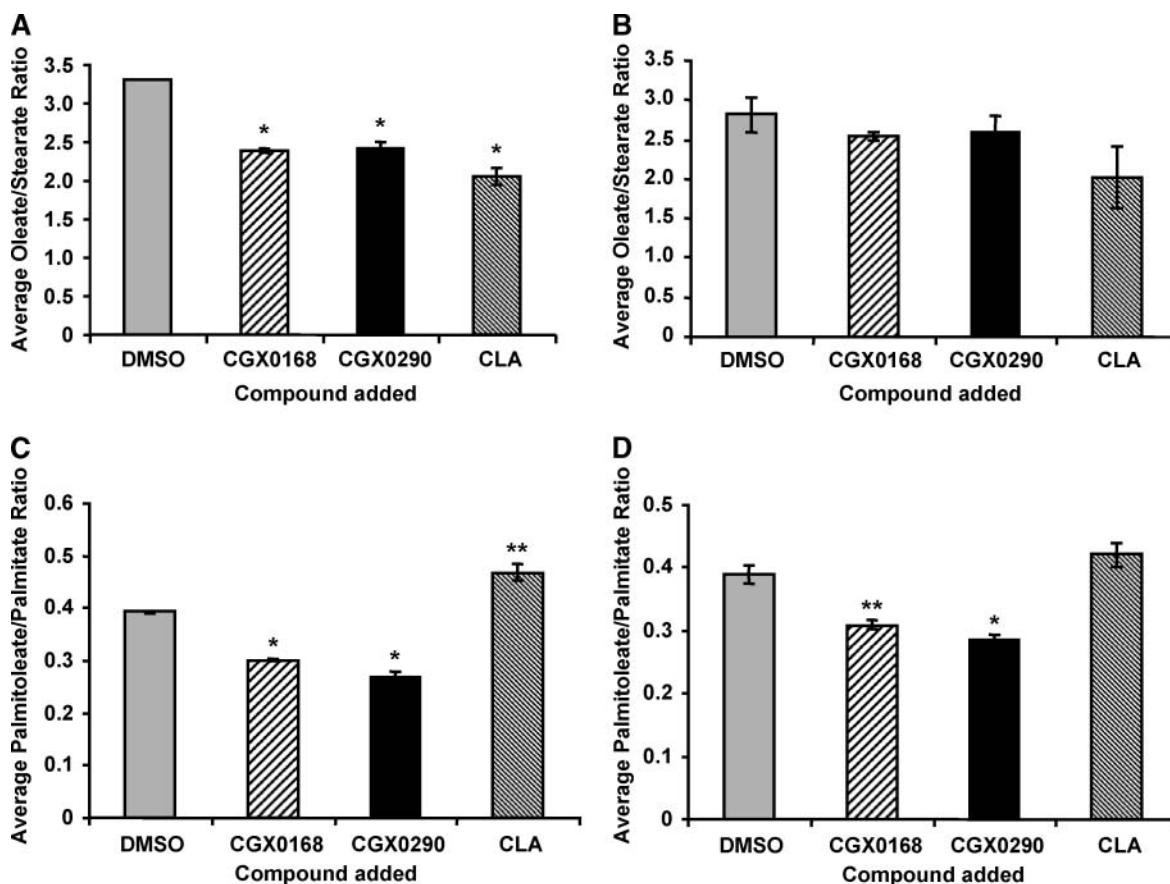 A
Average Oleate/Stearate Ratio
3.5
3.0
2.5
2.0
1.5
1.0
0.5
0
*
*
*
DMSO CGX0168 CGX0290 CLA
Compound added
B
Average Oleate/Stearate Ratio
3.5
3.0
2.5
2.0
1.5
1.0
0.5
0
DMSO CGX0168 CGX0290 CLA
Compound added
C
Average Palmitoleate/Palmitate Ratio
0.6
0.5
0.4
0.3
0.2
0.1
0
*
*
**
DMSO CGX0168 CGX0290 CLA
Compound added
D
Average Palmitoleate/Palmitate Ratio
0.5
0.4
0.3
0.2
0.1
0
**
*
DMSO CGX0168 CGX0290 CLA
Compound added